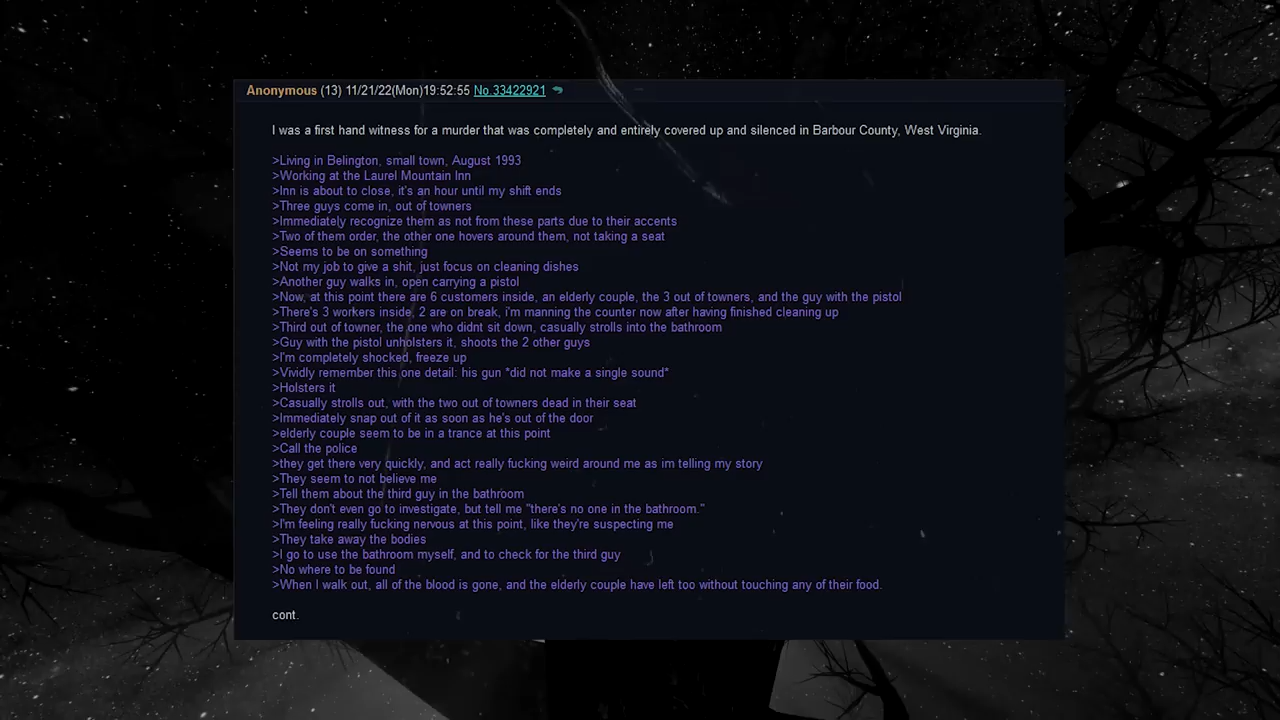 Anonymous (13) 11/21/22(Mon)19:52:55 No.33422921
I was a first hand witness for a murder that was completely and entirely covered up and silenced in Barbour County, West Virginia.
>Living in Belington, small town, August 1993
>Working at the Laurel Mountain Inn
>Inn is about to close, it's an hour until my shift ends
>Three guys come in, out of towners
>Immediately recognize them as not from these parts due to their accents
>Two of them order, the other one hovers around them, not taking a seat
>Seems to be on something
>Not my job to give a shit, just focus on cleaning dishes
>Another guy walks in, open carrying a pistol
>Now, at this point there are 6 customers inside, an elderly couple, the 3 out of towners, and the guy with the pistol
>There's 3 workers inside, 2 are on break, i'm manning the counter now after having finished cleaning up
>Third out of towner, the one who didnt sit down, casually strolls into the bathroom
>Guy with the pistol unholsters it, shoots the 2 other guys
>I'm completely shocked, freeze up
>Vividly remember this one detail: his gun *did not make a single sound*
>Holsters it
>Casually strolls out, with the two out of towners dead in their seat
>Immediately snap out of it as soon as he's out of the door
>elderly couple seem to be in a trance at this point
>Call the police
>they get there very quickly, and act really fucking weird around me as im telling my story
>They seem to not believe me
>Tell them about the third guy in the bathroom
>They don't even go to investigate, but tell me "there's no one in the bathroom."
>I'm feeling really fucking nervous at this point, like they're suspecting me
>They take away the bodies
>I go to use the bathroom myself, and to check for the third guy
>No where to be found
>When I walk out, all of the blood is gone, and the elderly couple have left too without touching any of their food.
cont.